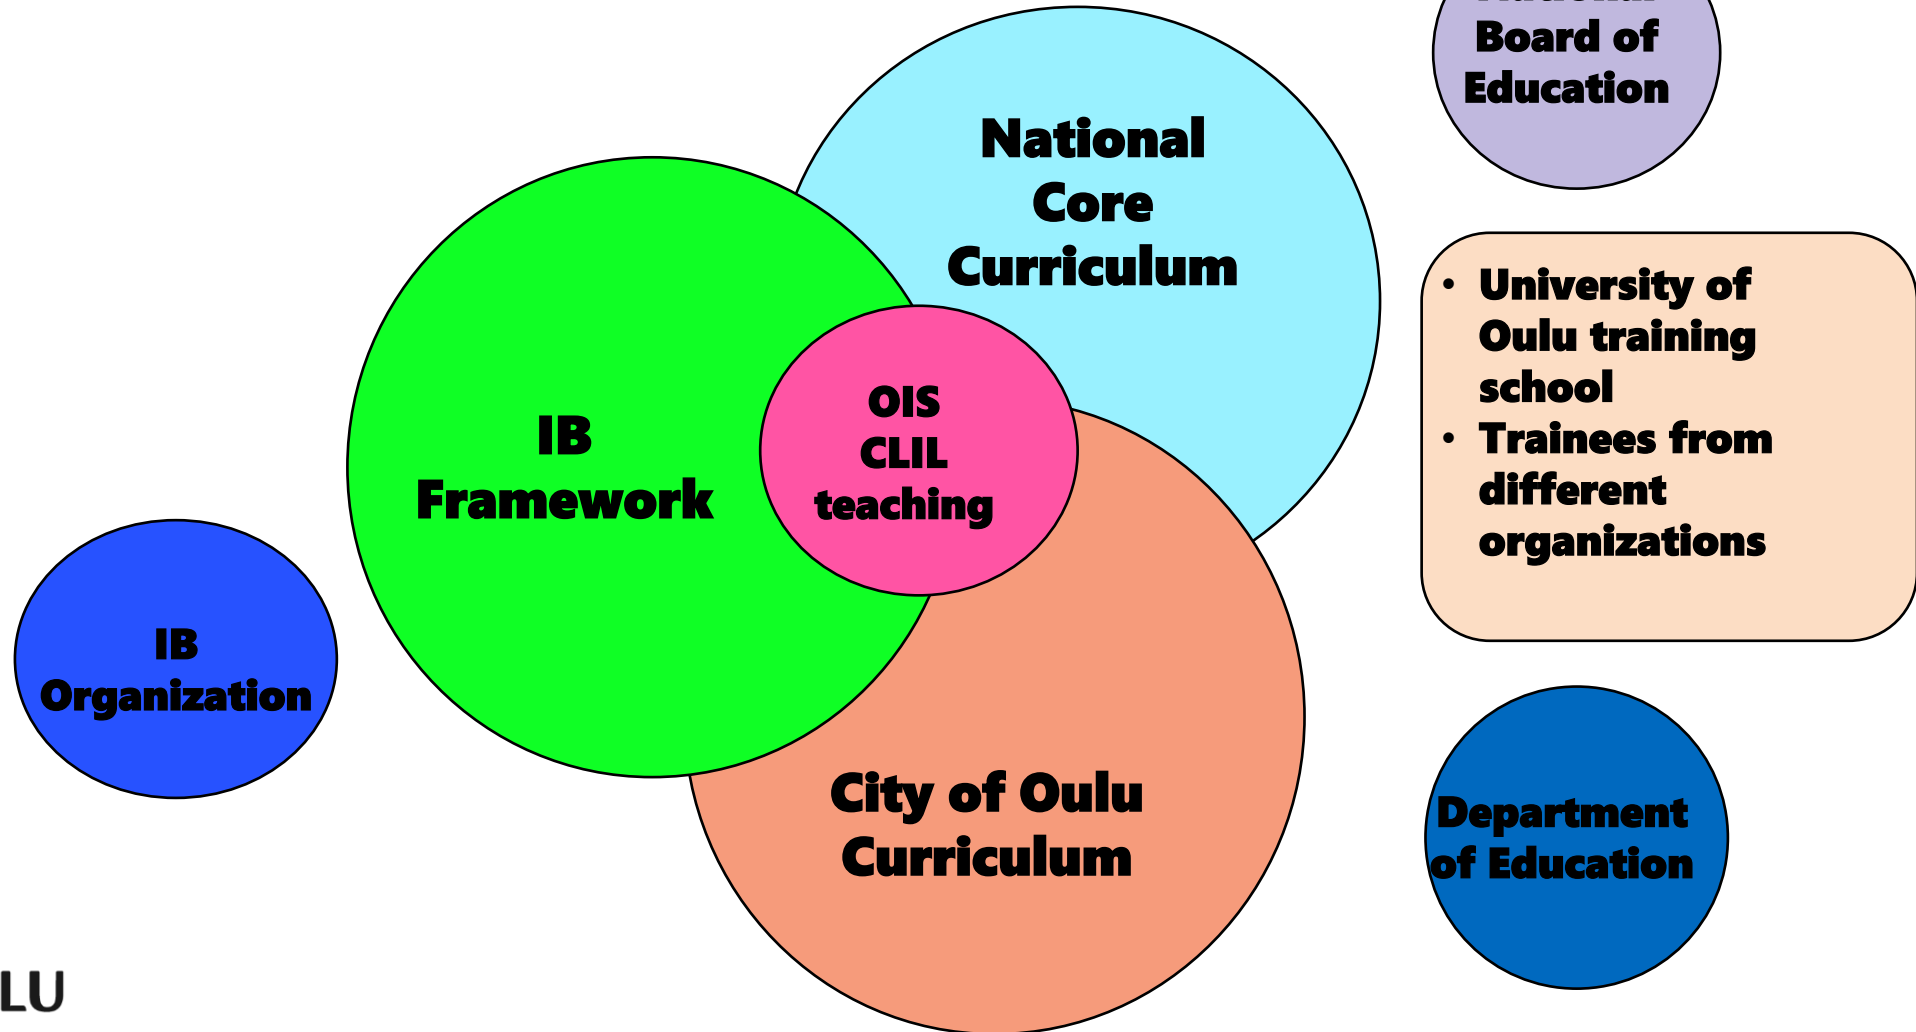 Board of
Education
National
Core
Curriculum
• University of
Oulu training
school
• Trainees from
different
organizations
OIS
CLIL
teaching
IB
Framework
IB
Organization
City of Oulu
Curriculum
Department
of Education
LU